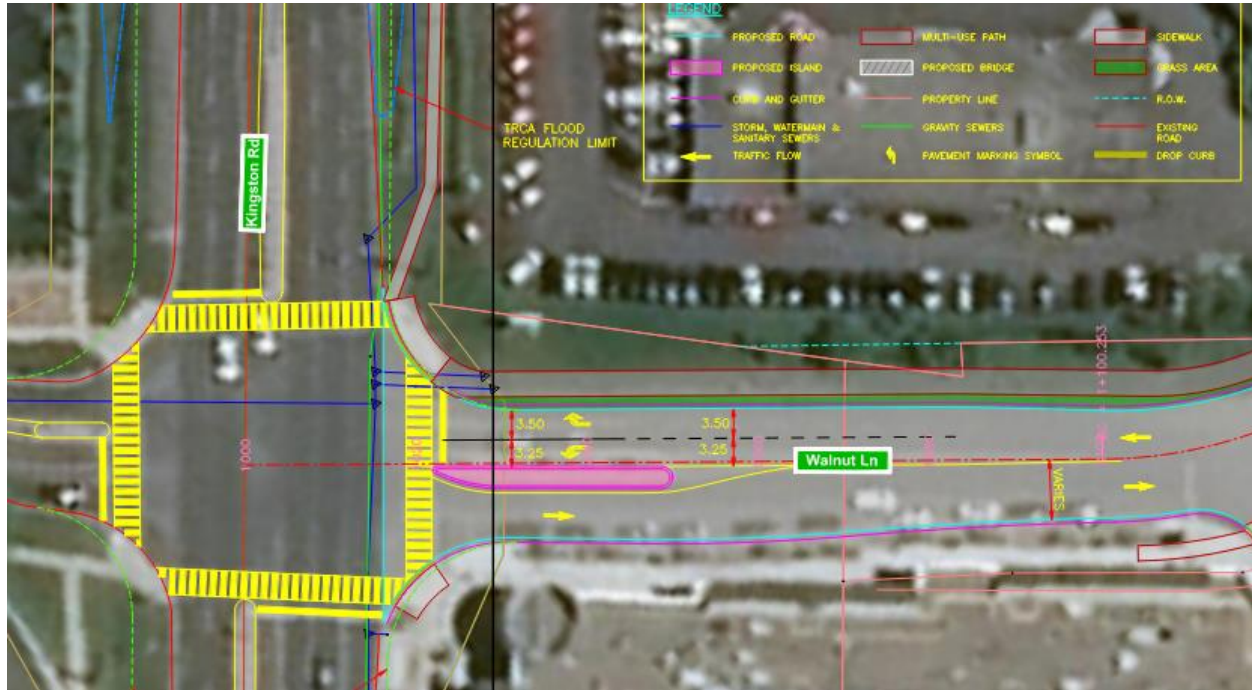 LEGEND
PROPOSED ROAD
MULTI-USE PATH
SIDEWALK
PROPOSED ISLAND
PROPOSED BRIDGE
GRASS AREA
CURB AND GUTTER
PROPERTY LINE
R.O.W.
STORM, WATERMAIN &
SANITARY SEWERS
GRAVITY SEWERS
EXISTING
ROAD
TRAFFIC FLOW
PAVEMENT MARKING SYMBOL
DROP CURB
TRCA FLOOD
REGULATION LIMIT
Kingston Rd
3.50
3.50
3.25
3.25
Walnut Ln
VARIES